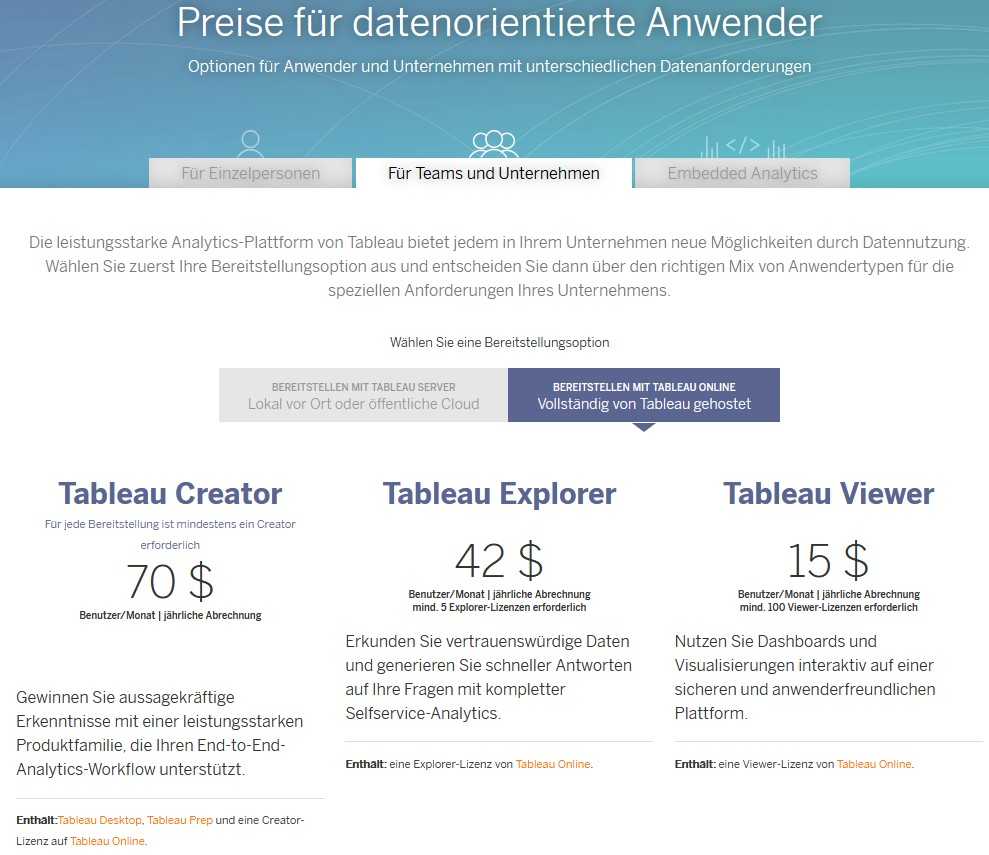 Preise für datenorientierte Anwender
Optionen für Anwender und Unternehmen mit unterschiedlichen Datenanforderungen
Für Einzelpersonen
Für Teams und Unternehmen
</>
Embedded Analytics
Die leistungsstarke Analytics-Plattform von Tableau bietet jedem in Ihrem Unternehmen neue Möglichkeiten durch Datennutzung.
Wählen Sie zuerst Ihre Bereitstellungsoption aus und entscheiden Sie dann über den richtigen Mix von Anwendertypen für die
speziellen Anforderungen Ihres Unternehmens.
Wählen Sie eine Bereitstellungsoption
BEREITSTELLEN MIT TABLEAU SERVER
Lokal vor Ort oder öffentliche Cloud
BEREITSTELLEN MIT TABLEAU ONLINE
Vollständig von Tableau gehostet
Tableau Creator
Für jede Bereitstellung ist mindestens ein Creator
erforderlich
70 $
Benutzer/Monat | jährliche Abrechnung
Gewinnen Sie aussagekräftige
Erkenntnisse mit einer leistungsstarken
Produktfamilie, die Ihren End-to-End-
Analytics-Workflow unterstützt.
Enthält:Tableau Desktop, Tableau Prep und eine Creator-
Lizenz auf Tableau Online.
Tableau Explorer
42 $
Benutzer/Monat | jährliche Abrechnung
mind. 5 Explorer-Lizenzen erforderlich
Erkunden Sie vertrauenswürdige Daten
und generieren Sie schneller Antworten
auf Ihre Fragen mit kompletter
Selfservice-Analytics.
Enthält: eine Explorer-Lizenz von Tableau Online.
Tableau Viewer
15 $
Benutzer/Monat | jährliche Abrechnung
mind. 100 Viewer-Lizenzen erforderlich
Nutzen Sie Dashboards und
Visualisierungen interaktiv auf einer
sicheren und anwenderfreundlichen
Plattform.
Enthält: eine Viewer-Lizenz von Tableau Online.